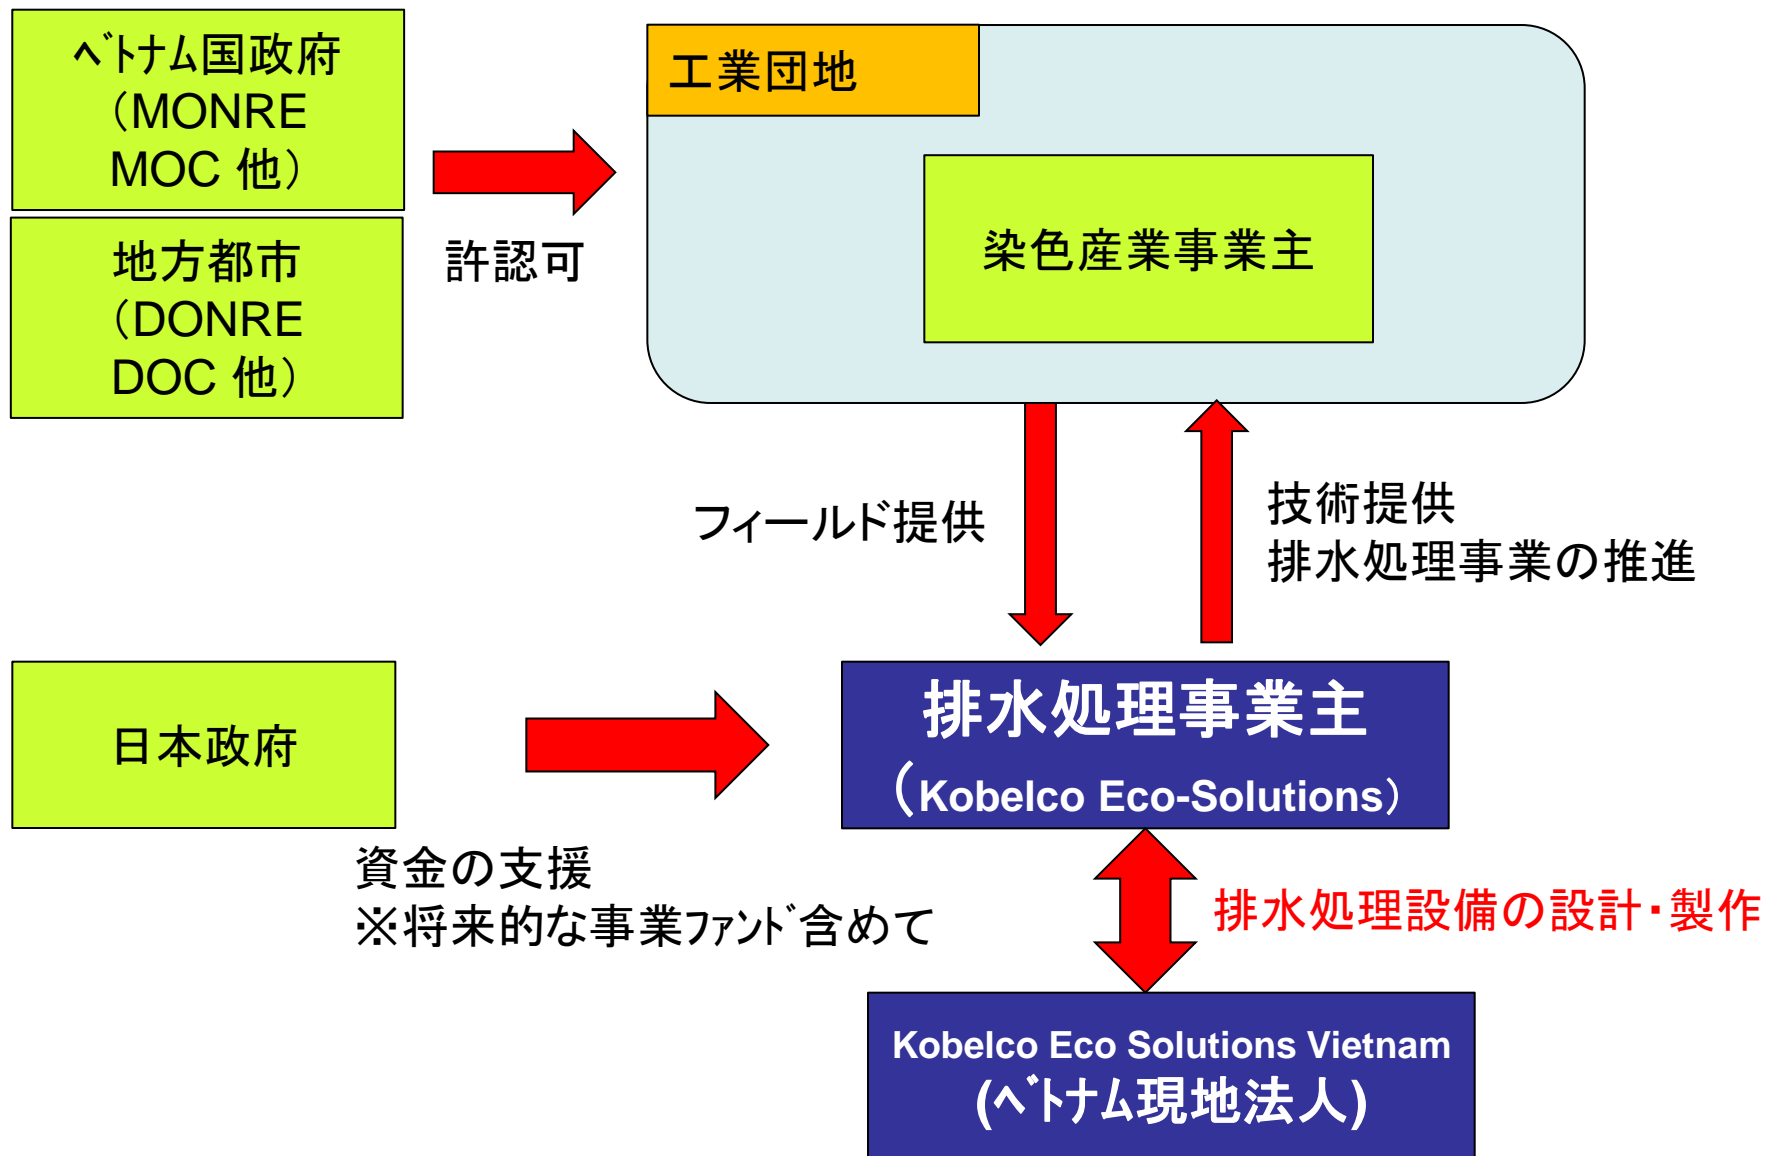 ﾍﾞﾄﾅﾑ国政府
（MONRE
MOC 他）
地方都市
（DONRE
DOC 他）
許認可
工業団地
染色産業事業主
フィールド提供
技術提供
排水処理事業の推進
日本政府
資金の支援
※将来的な事業ﾌｧﾝﾄﾞ含めて
排水処理事業主
（Kobelco Eco-Solutions）
排水処理設備の設計・製作
Kobelco Eco Solutions Vietnam
(ﾍﾞﾄﾅﾑ現地法人)